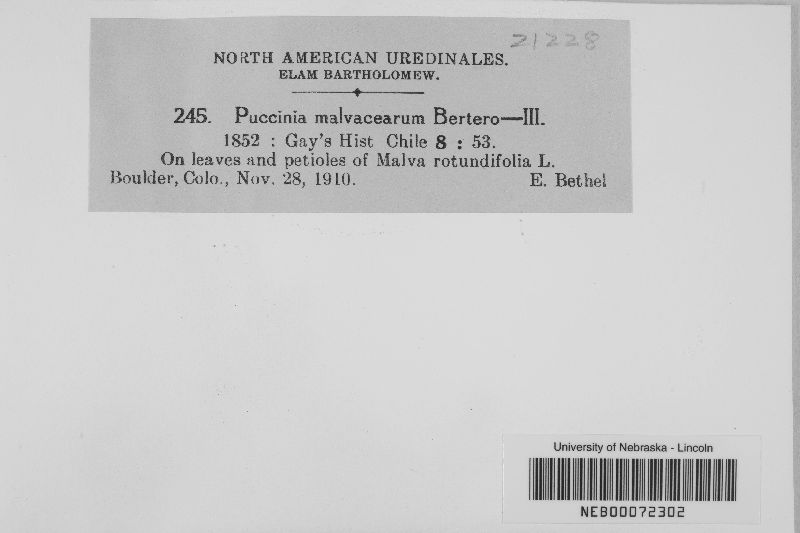 21228
NORTH AMERICAN UREDINALES.
ELAM BARTHOLOMEW.
245. Puccinia malvacearum Bertero—III.
1852 : Gay's Hist Chile 8 : 53.
On leaves and petioles of Malva rotundifolia L.
Boulder, Colo., Nov. 28, 1910. E. Bethel
University of Nebraska - Lincoln
NEB00072302